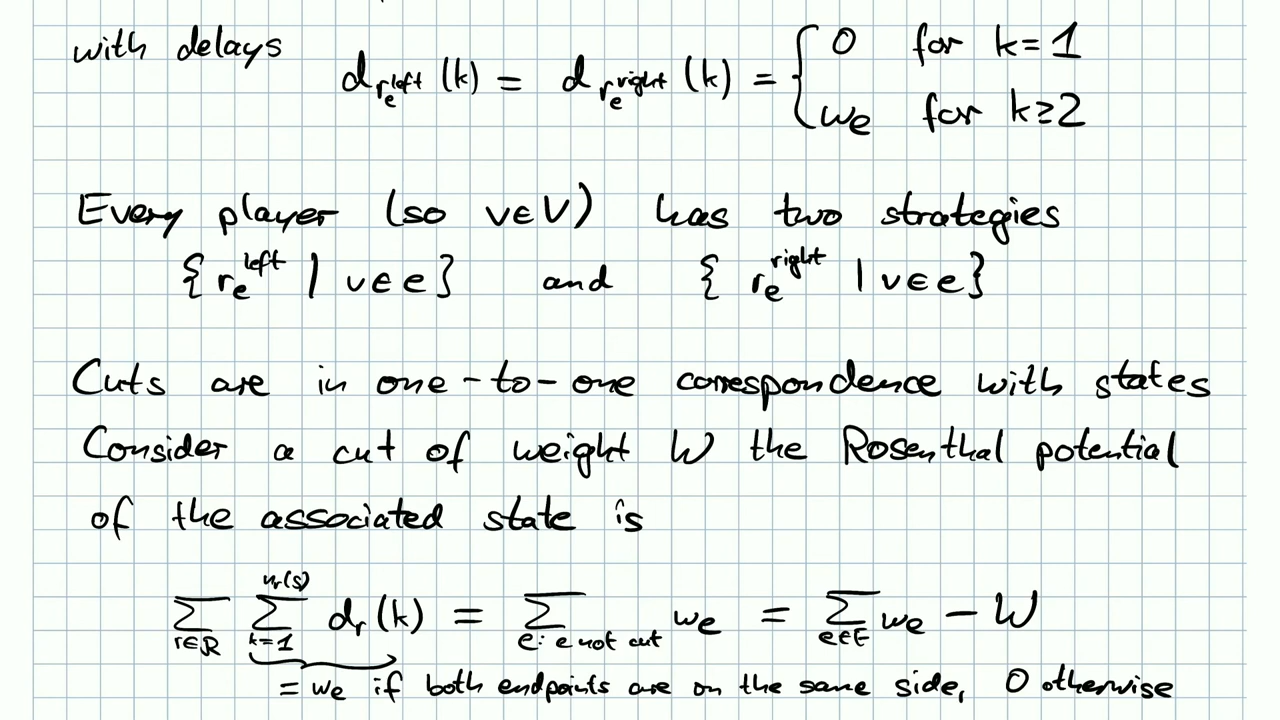 with delays d_{r_e^{left}}(k) = d_{r_e^{right}}(k) = { 0 for k=1
w_e for k≥2
Every player (so v∈V) has two strategies
{ r_e^{left} | v∈e } and { r_e^{right} | v∈e }
Cuts are in one-to-one correspondence with states
Consider a cut of weight W the Rosenthal potential
of the associated state is
∑_{r∈R} ∑_{k=1}^{n_r(S)} d_r(k) = ∑_{e: e not cut} w_e = ∑_{e∈E} w_e − W
= w_e if both endpoints are on the same side, 0 otherwise